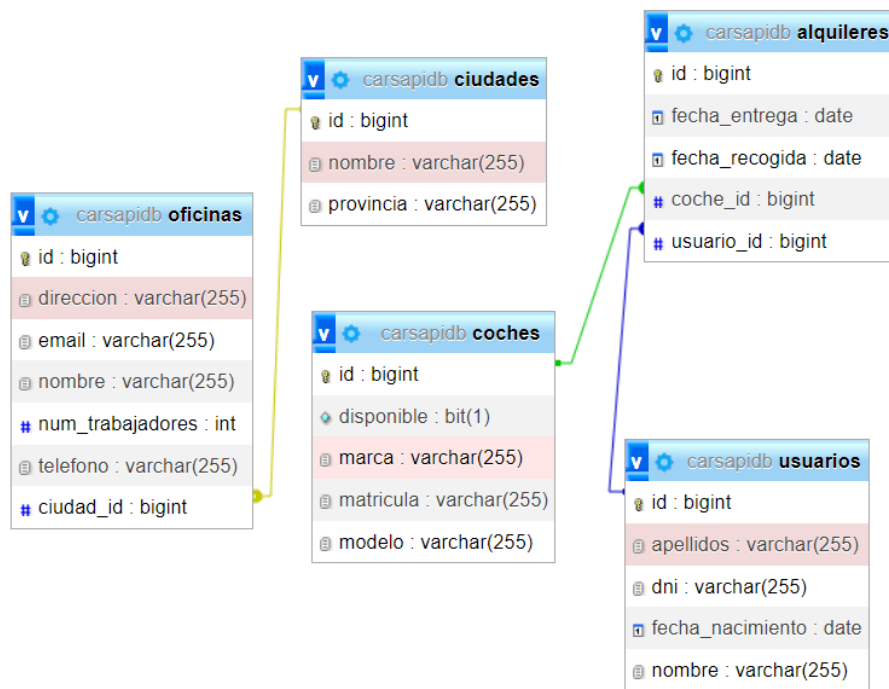 v carsapidb oficinas
id : bigint
direccion : varchar(255)
email : varchar(255)
nombre : varchar(255)
# num_trabajadores : int
telefono : varchar(255)
# ciudad_id : bigint
v carsapidb ciudades
id : bigint
nombre : varchar(255)
provincia : varchar(255)
v carsapidb coches
id : bigint
disponible : bit(1)
marca : varchar(255)
matricula : varchar(255)
modelo : varchar(255)
v carsapidb alquileres
id : bigint
fecha_entrega : date
fecha_recogida : date
# coche_id : bigint
# usuario_id : bigint
v carsapidb usuarios
id : bigint
apellidos : varchar(255)
dni : varchar(255)
fecha_nacimiento : date
nombre : varchar(255)